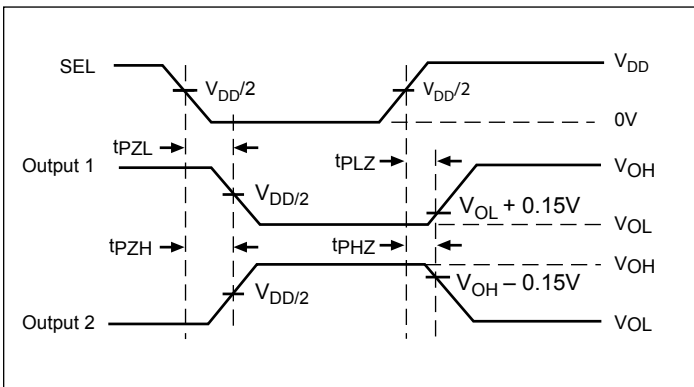 SEL
V_DD/2
V_DD/2
V_DD
0V
tPZL
tPLZ
Output 1
V_DD/2
V_OH
V_OL + 0.15V
V_OL
tPZH
tPHZ
V_OH
V_DD/2
V_OH – 0.15V
Output 2
V_OL